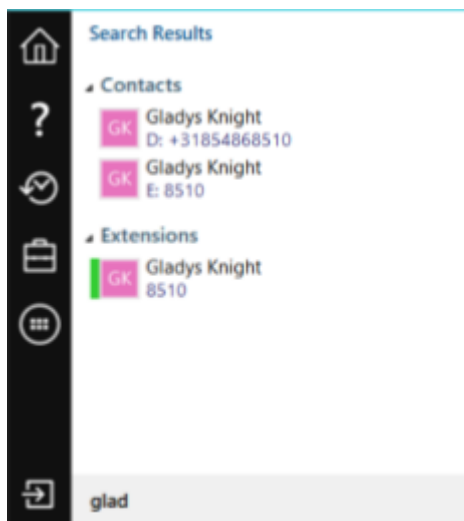 Search Results
Contacts
GK
Gladys Knight
D: +31854868510
GK
Gladys Knight
E: 8510
Extensions
GK
Gladys Knight
8510
?
glad